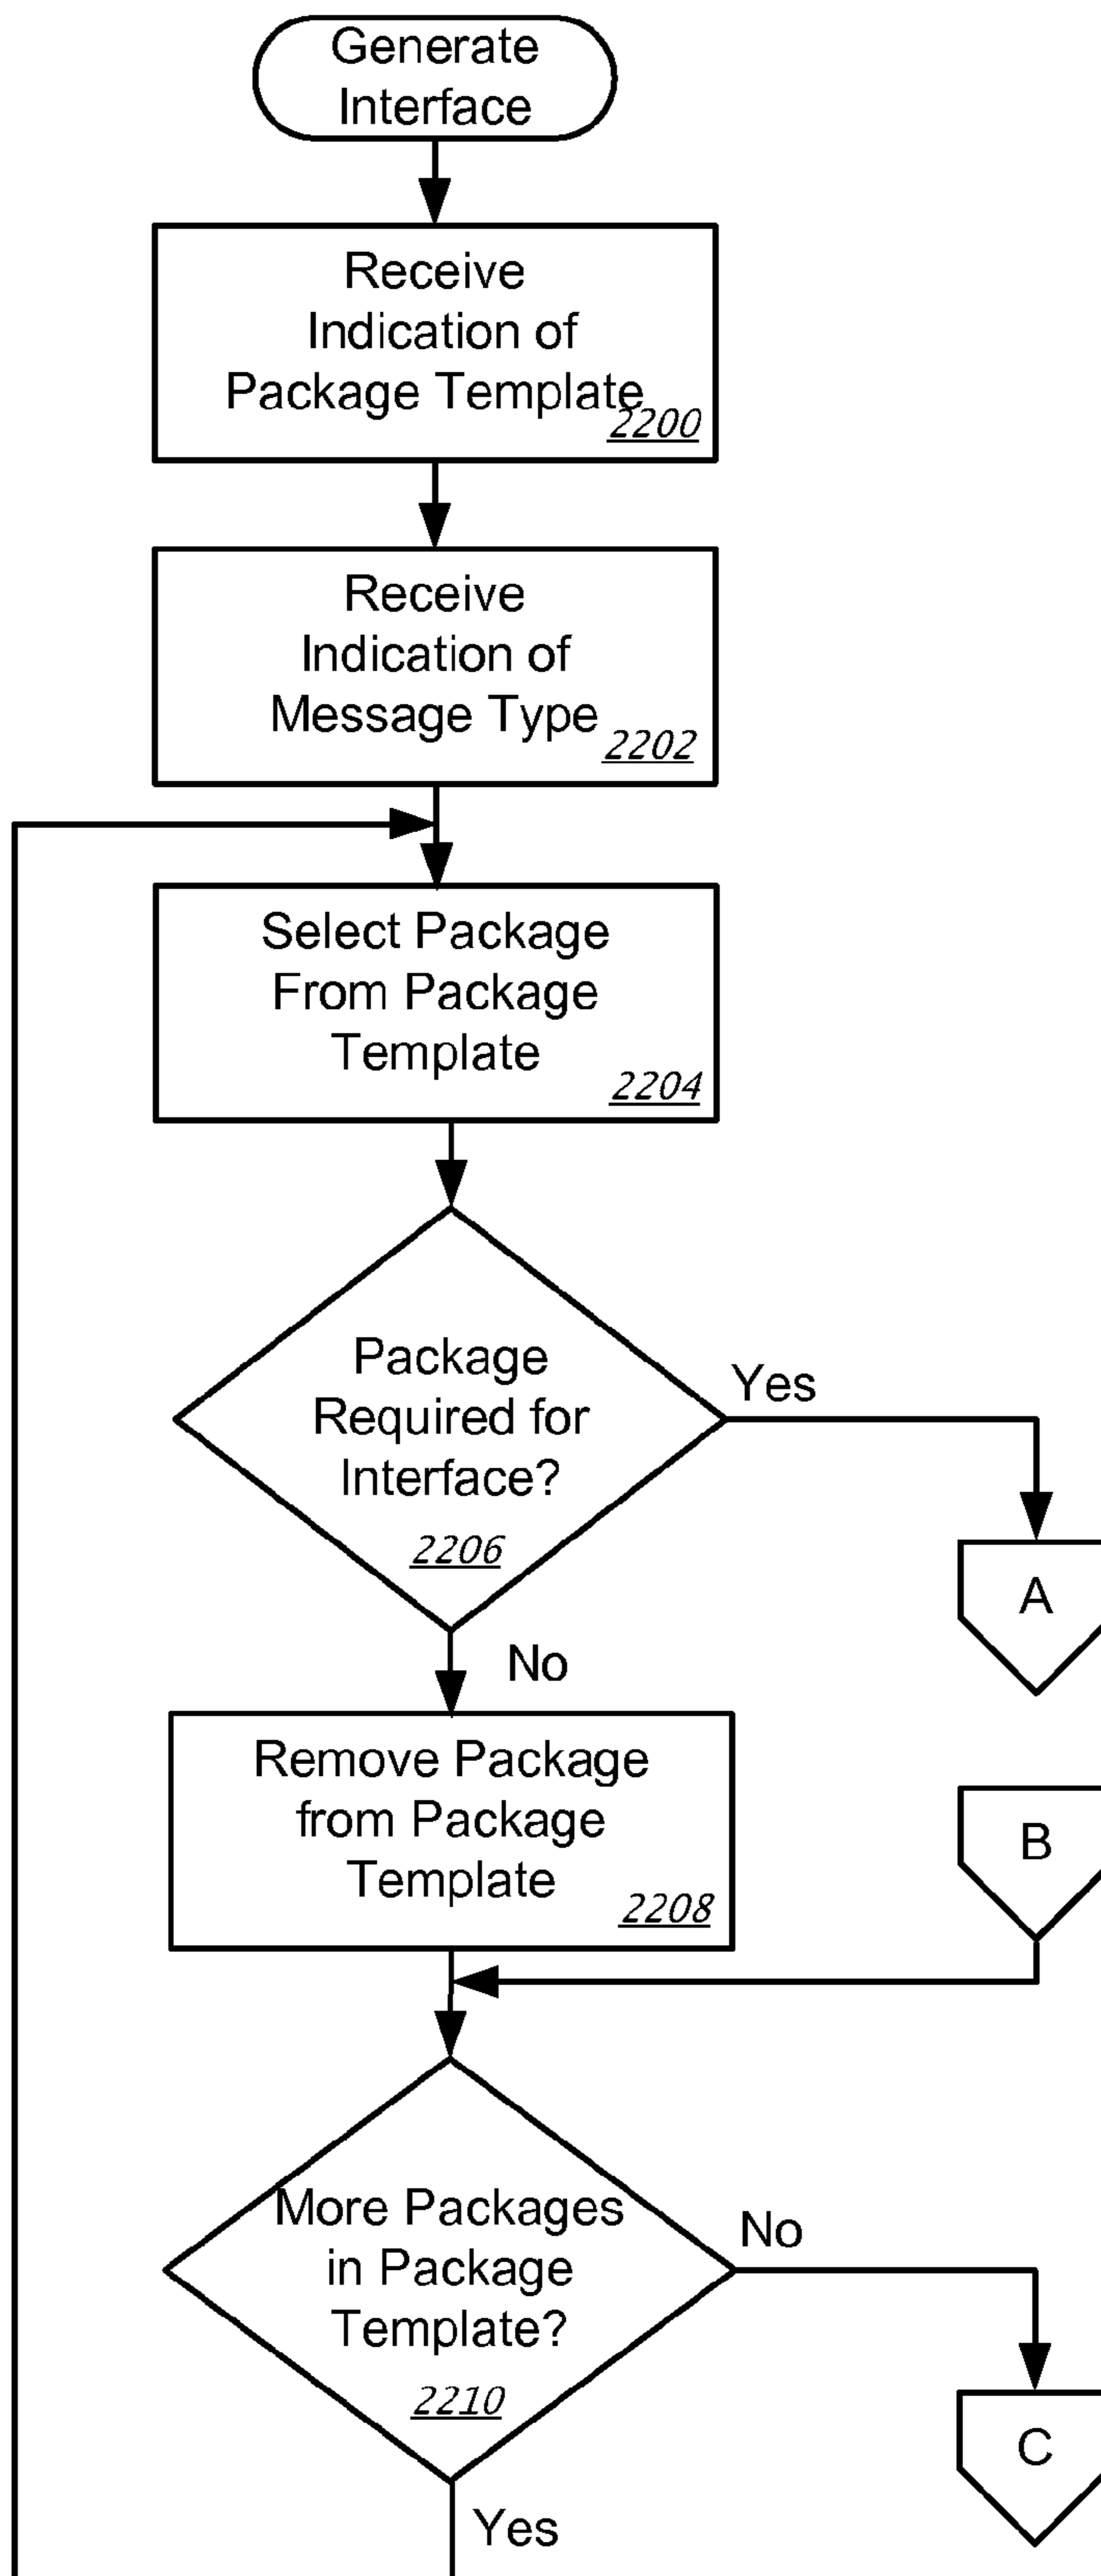 Generate
Interface
Receive
Indication of
Package Template
2200
Receive
Indication of
Message Type
2202
Select Package
From Package
Template
2204
Package
Required for
Interface?
2206
Yes
A
No
Remove Package
from Package
Template
2208
B
More Packages
in Package
Template?
2210
No
C
Yes